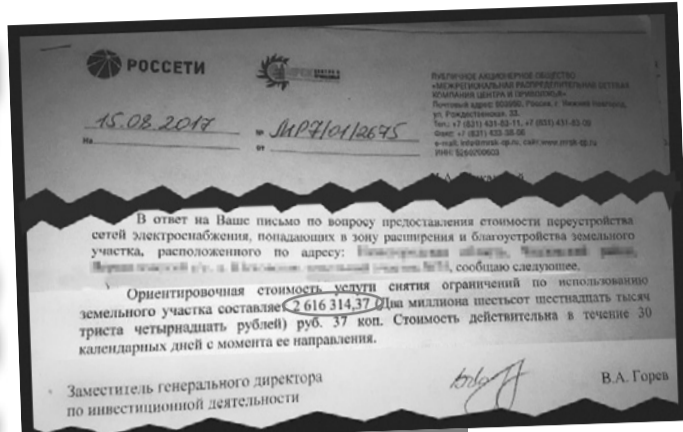 РОССЕТИ
ПУБЛИЧНОЕ АКЦИОНЕРНОЕ ОБЩЕСТВО
«МЕЖРЕГИОНАЛЬНАЯ РАСПРЕДЕЛИТЕЛЬНАЯ СЕТЕВАЯ
КОМПАНИЯ ЦЕНТРА И ПРИВОЛЖЬЯ»
Почтовый адрес: Россия, г. Нижний Новгород,
ул. Рождественская, 33.
15.08.2017 № МР7/01/2675
На от
В ответ на Ваше письмо по вопросу предоставления стоимости переустройства
сетей электроснабжения, попадающих в зону расширения и благоустройства земельного
участка, расположенного по адресу:
сообщаю следующее.
Ориентировочная стоимость услуги снятия ограничений по использованию
земельного участка составляет 2 616 314,37 (Два миллиона шестьсот шестнадцать тысяч
триста четырнадцать рублей) руб. 37 коп. Стоимость действительна в течение 30
календарных дней с момента ее направления.
Заместитель генерального директора
по инвестиционной деятельности
В.А. Горев